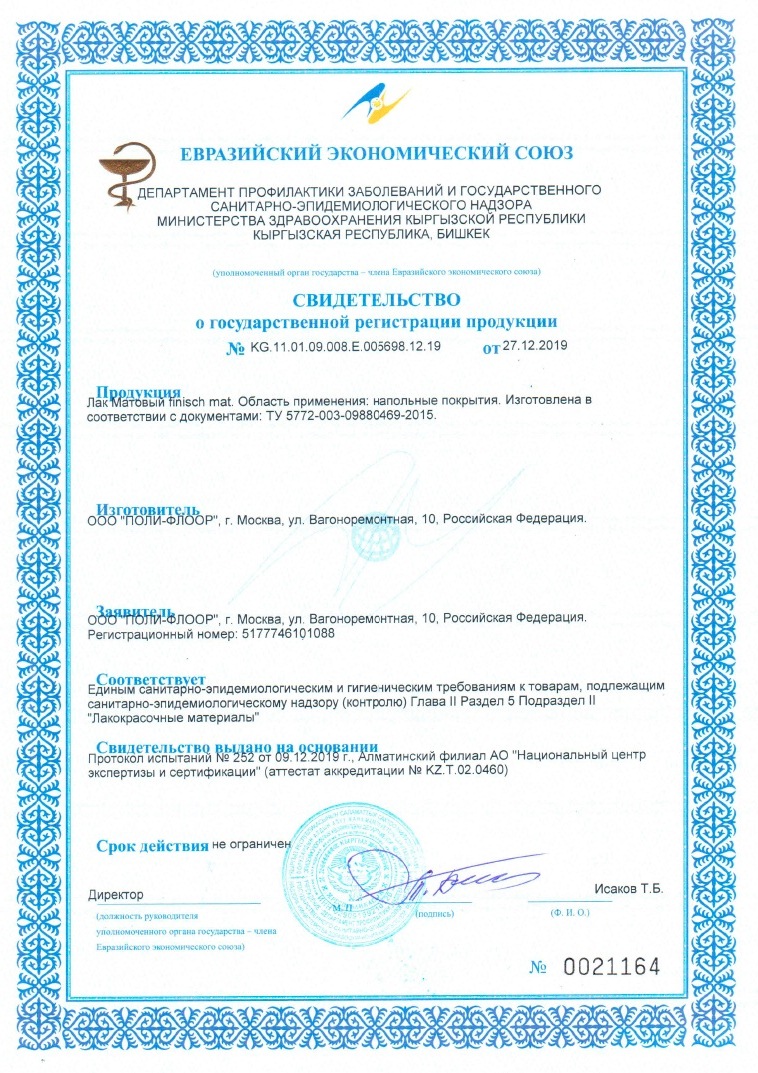 ЕВРАЗИЙСКИЙ ЭКОНОМИЧЕСКИЙ СОЮЗ
ДЕПАРТАМЕНТ ПРОФИЛАКТИКИ ЗАБОЛЕВАНИЙ И ГОСУДАРСТВЕННОГО
САНИТАРНО-ЭПИДЕМИОЛОГИЧЕСКОГО НАДЗОРА
МИНИСТЕРСТВА ЗДРАВООХРАНЕНИЯ КЫРГЫЗСКОЙ РЕСПУБЛИКИ
КЫРГЫЗСКАЯ РЕСПУБЛИКА, БИШКЕК
(уполномоченный орган государства – члена Евразийского экономического союза)
СВИДЕТЕЛЬСТВО
о государственной регистрации продукции
№ KG.11.01.09.008.E.005698.12.19 от 27.12.2019
Продукция
Лак Матовый finisch mat. Область применения: напольные покрытия. Изготовлена в
соответствии с документами: ТУ 5772-003-09880469-2015.
Изготовитель
ООО "ПОЛИ-ФЛООР", г. Москва, ул. Вагоноремонтная, 10, Российская Федерация.
Заявитель
ООО "ПОЛИ-ФЛООР", г. Москва, ул. Вагоноремонтная, 10, Российская Федерация.
Регистрационный номер: 5177746101088
Соответствует
Единым санитарно-эпидемиологическим и гигиеническим требованиям к товарам, подлежащим
санитарно-эпидемиологическому надзору (контролю) Глава II Раздел 5 Подраздел II
"Лакокрасочные материалы"
Свидетельство выдано на основании
Протокол испытаний № 252 от 09.12.2019 г., Алматинский филиал АО "Национальный центр
экспертизы и сертификации" (аттестат аккредитации № KZ.T.02.0460)
Срок действия не ограничен
Директор Исаков Т.Б.
(должность руководителя М.П. (подпись) (Ф. И. О.)
уполномоченного органа государства – члена
Евразийского экономического союза)
№ 0021164